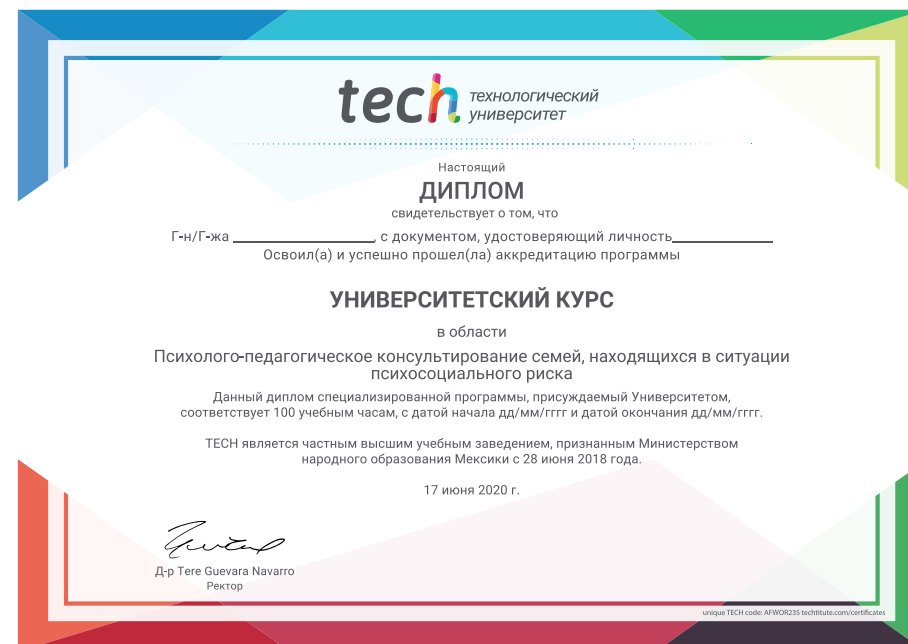 tech технологический
университет
Настоящий
ДИПЛОМ
свидетельствует о том, что
Г-н/Г-жа ____________________, с документом, удостоверяющий личность______________
Освоил(а) и успешно прошел(ла) аккредитацию программы
УНИВЕРСИТЕТСКИЙ КУРС
в области
Психолого-педагогическое консультирование семей, находящихся в ситуации
психосоциального риска
Данный диплом специализированной программы, присуждаемый Университетом,
соответствует 100 учебным часам, с датой начала дд/мм/гггг и датой окончания дд/мм/гггг.
TECH является частным высшим учебным заведением, признанным Министерством
народного образования Мексики с 28 июня 2018 года.
17 июня 2020 г.
Д-р Tere Guevara Navarro
Ректор
unique TECH code: AFWOR235 techtitute.com/certificates